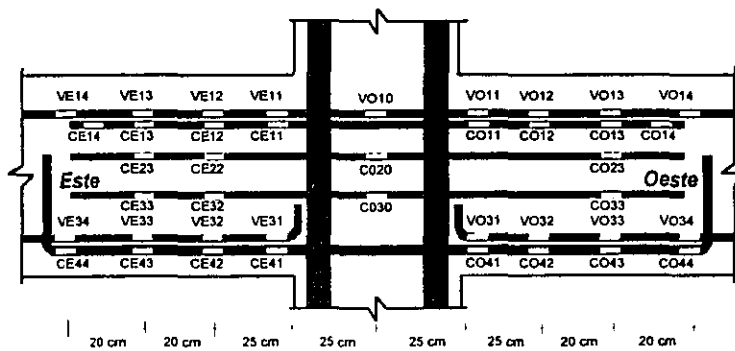 VE14 VE13 VE12 VE11 VO10 VO11 VO12 VO13 VO14
CE14 CE13 CE12 CE11 CO11 CO12 CO13 CO14
CE23 CE22 C020 CO23
Este Oeste
CE33 CE32 C030 CO33
VE34 VE33 VE32 VE31 VO31 VO32 VO33 VO34
CE44 CE43 CE42 CE41 CO41 CO42 CO43 CO44
20 cm 20 cm 25 cm 25 cm 25 cm 25 cm 20 cm 20 cm